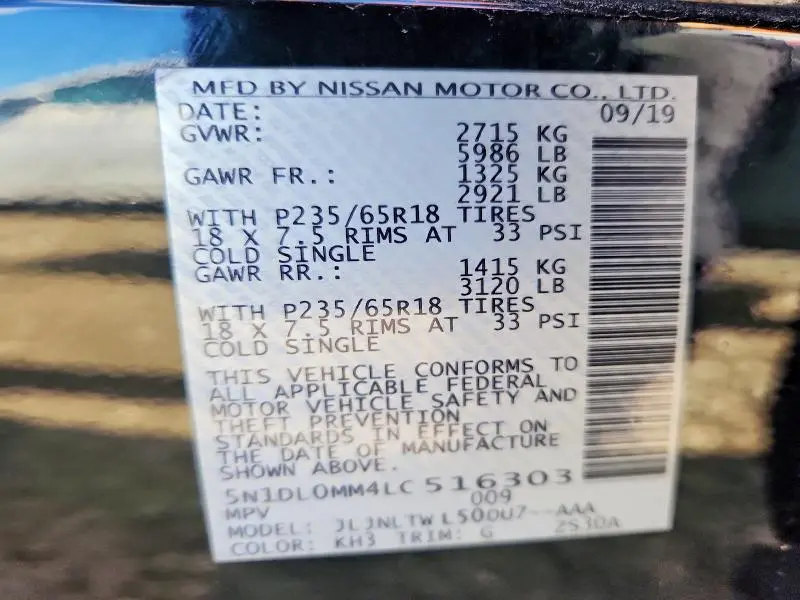 MFD BY NISSAN MOTOR CO., LTD.
DATE: 09/19
GVWR: 2715 KG
5986 LB
GAWR FR.: 1325 KG
2921 LB
WITH P235/65R18 TIRES
18 X 7.5 RIMS AT 33 PSI
COLD SINGLE
GAWR RR.: 1415 KG
3120 LB
WITH P235/65R18 TIRES
18 X 7.5 RIMS AT 33 PSI
COLD SINGLE
THIS VEHICLE CONFORMS TO
ALL APPLICABLE FEDERAL
MOTOR VEHICLE SAFETY AND
THEFT PREVENTION
STANDARDS IN EFFECT ON
THE DATE OF MANUFACTURE
SHOWN ABOVE.
5N1DL0MM4LC 516303
MPV 009
MODEL: JLJNLTW L50OU7--AAA
COLOR: KH3 TRIM: G 2S30A